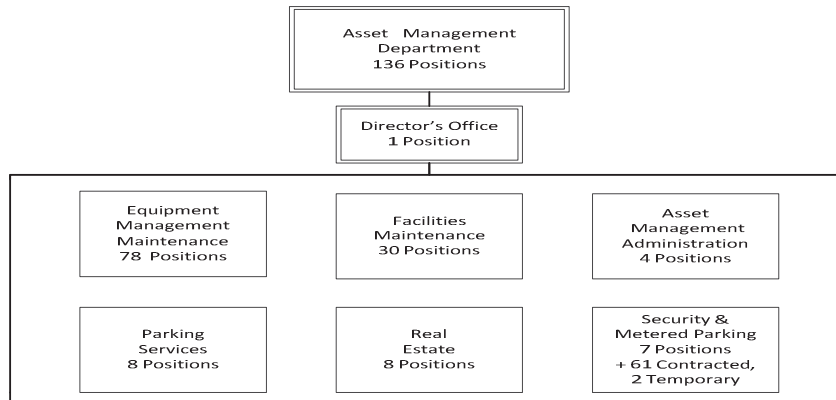 Asset Management
Department
136 Positions
Director's Office
1 Position
Equipment
Management
Maintenance
78 Positions
Facilities
Maintenance
30 Positions
Asset
Management
Administration
4 Positions
Parking
Services
8 Positions
Real
Estate
8 Positions
Security &
Metered Parking
7 Positions
+ 61 Contracted,
2 Temporary